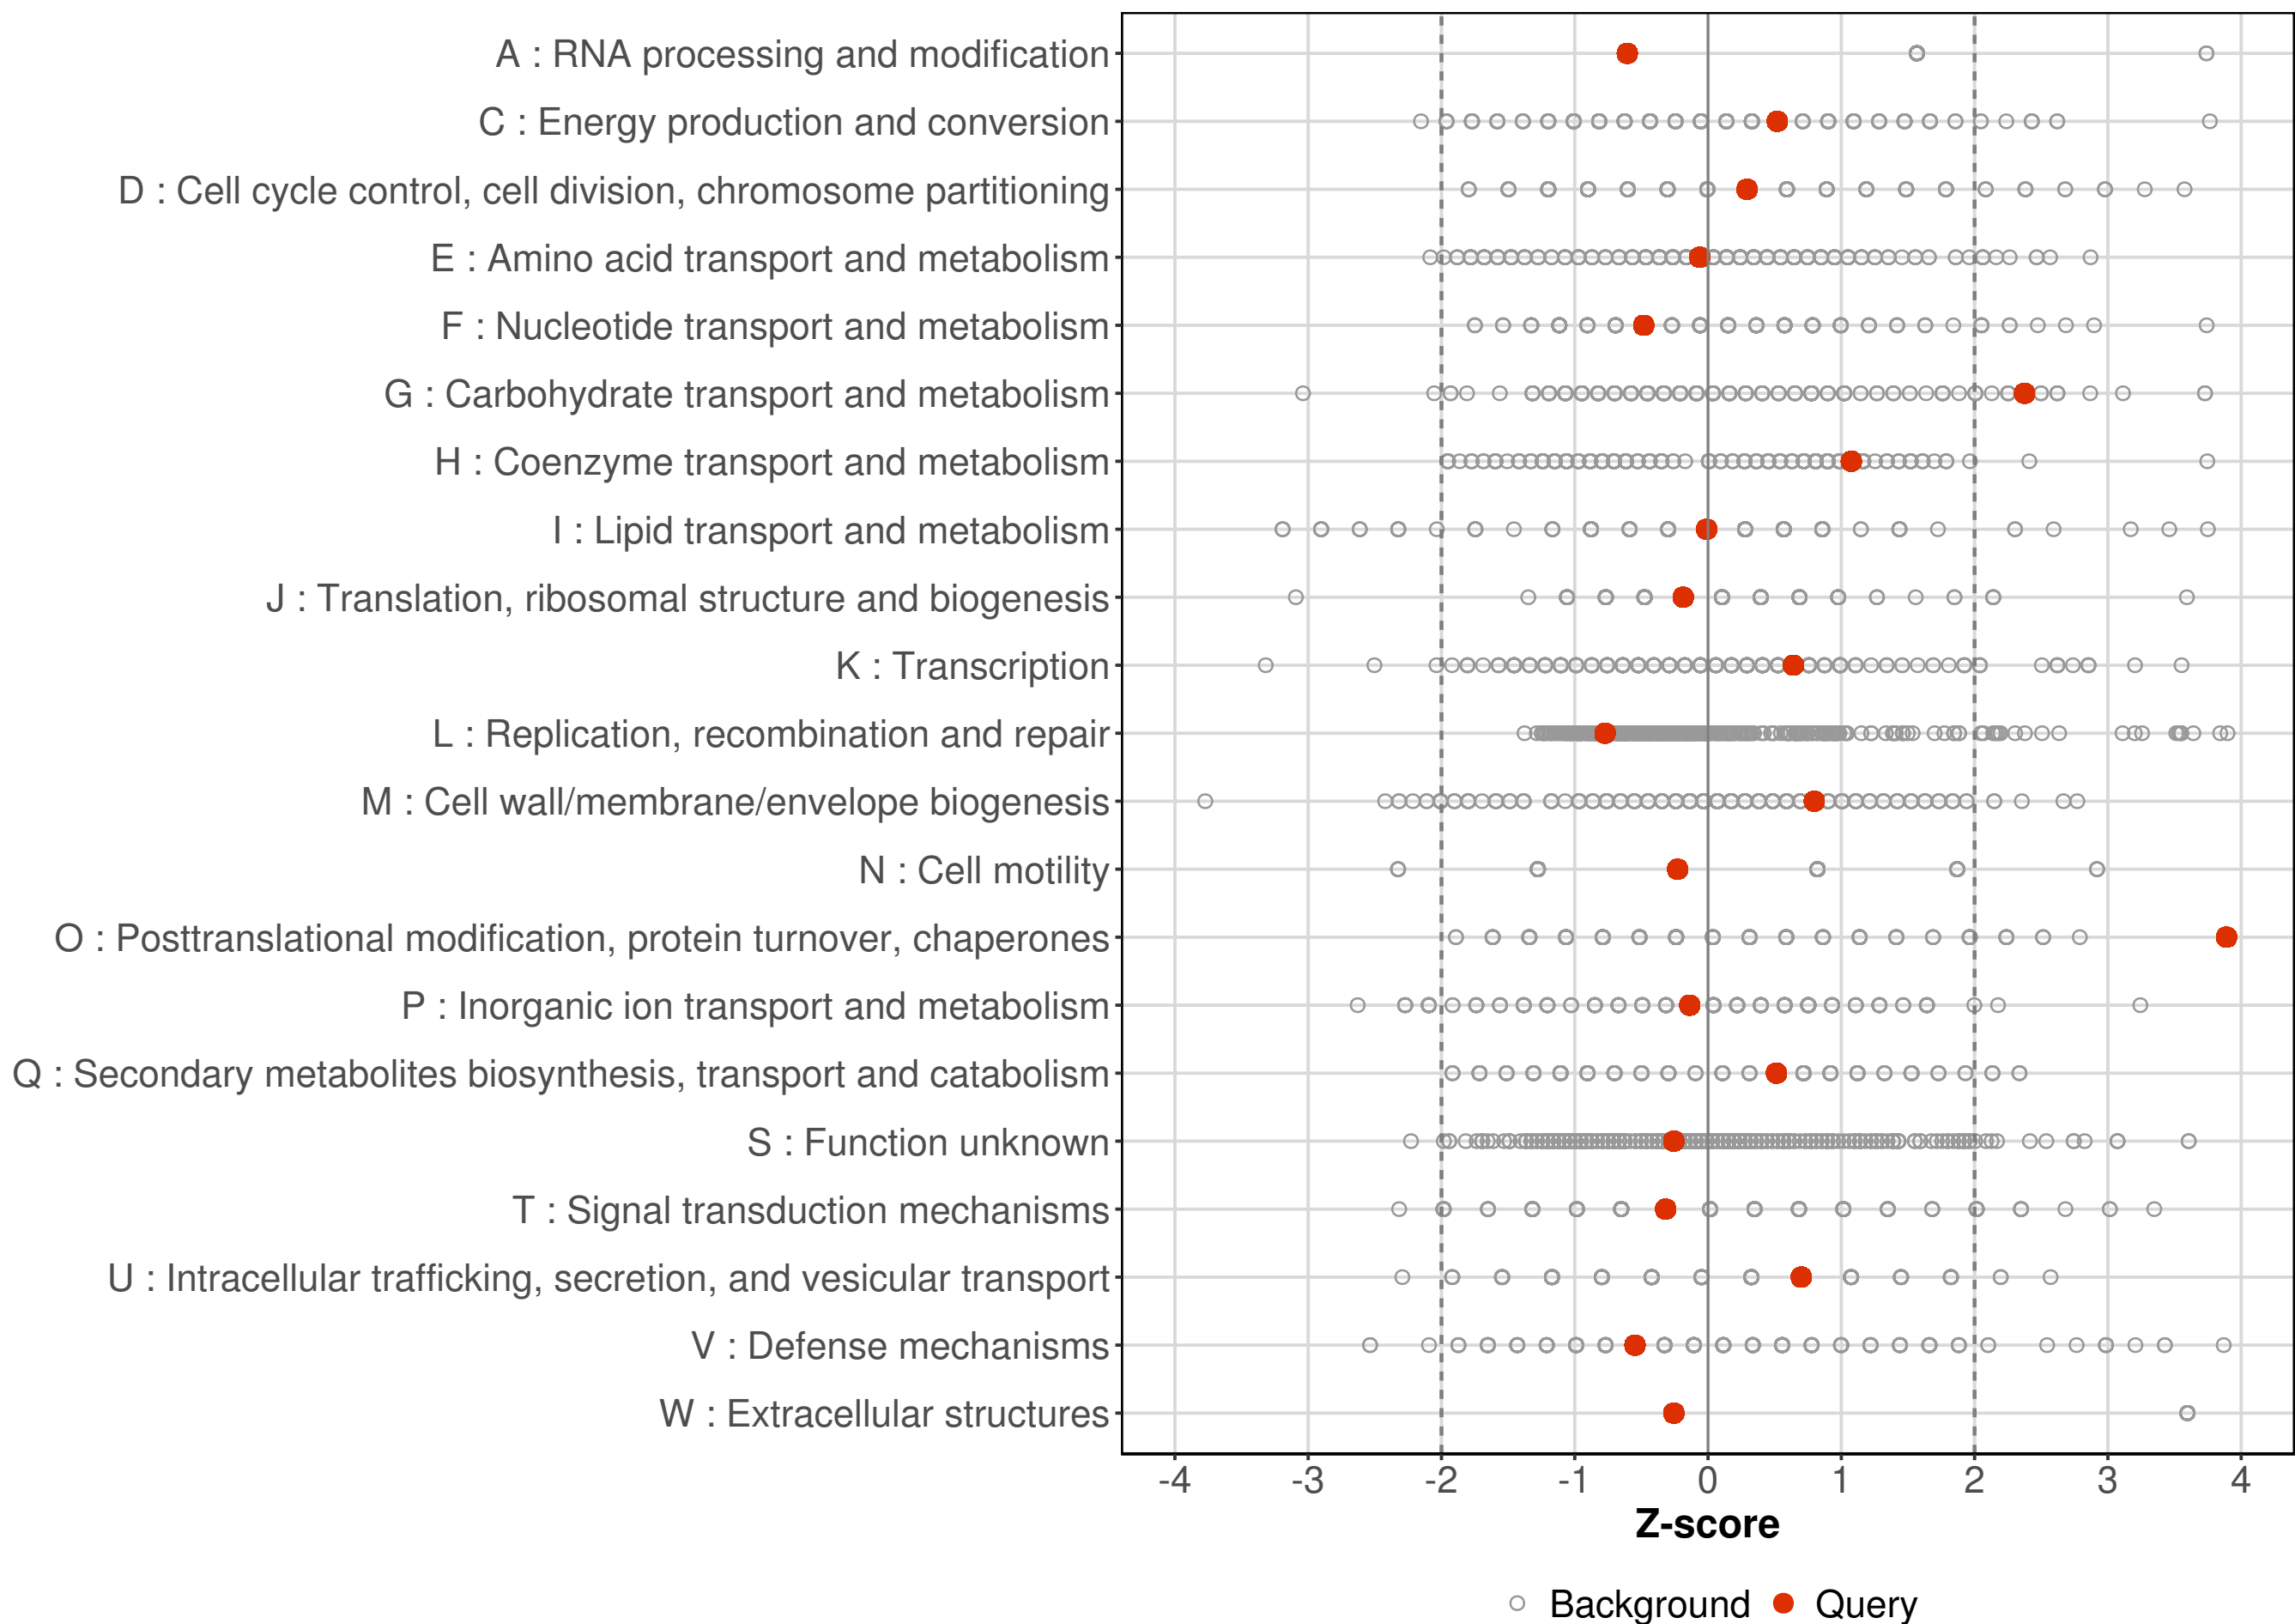 A : RNA processing and modification
C : Energy production and conversion
D : Cell cycle control, cell division, chromosome partitioning
E : Amino acid transport and metabolism
F : Nucleotide transport and metabolism
G : Carbohydrate transport and metabolism
H : Coenzyme transport and metabolism
I : Lipid transport and metabolism
J : Translation, ribosomal structure and biogenesis
K : Transcription
L : Replication, recombination and repair
M : Cell wall/membrane/envelope biogenesis
N : Cell motility
O : Posttranslational modification, protein turnover, chaperones
P : Inorganic ion transport and metabolism
Q : Secondary metabolites biosynthesis, transport and catabolism
S : Function unknown
T : Signal transduction mechanisms
U : Intracellular trafficking, secretion, and vesicular transport
V : Defense mechanisms
W : Extracellular structures
-4 -3 -2 -1 0 1 2 3 4
Z-score
Background Query